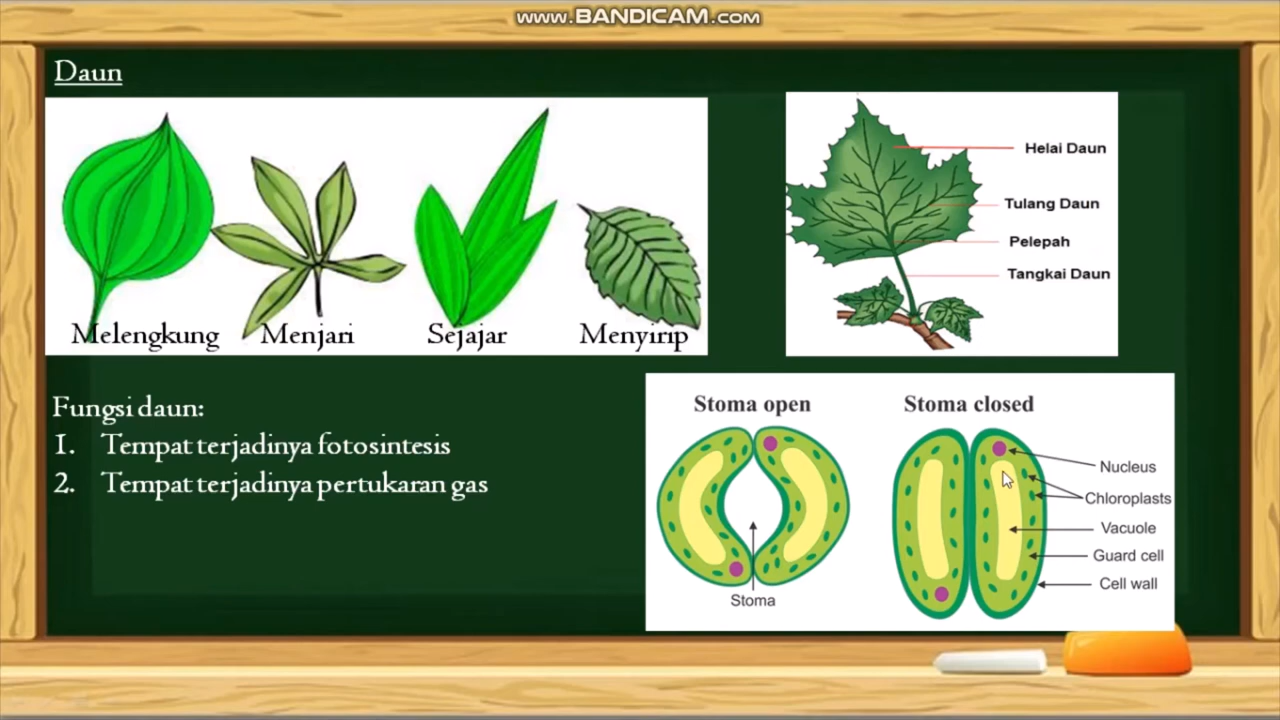 www.BANDICAM.com
Daun
Melengkung
Menjari
Sejajar
Menyirip
Helai Daun
Tulang Daun
Pelepah
Tangkai Daun
Fungsi daun:
1. Tempat terjadinya fotosintesis
2. Tempat terjadinya pertukaran gas
Stoma open
Stoma closed
Nucleus
Chloroplasts
Vacuole
Guard cell
Cell wall
Stoma